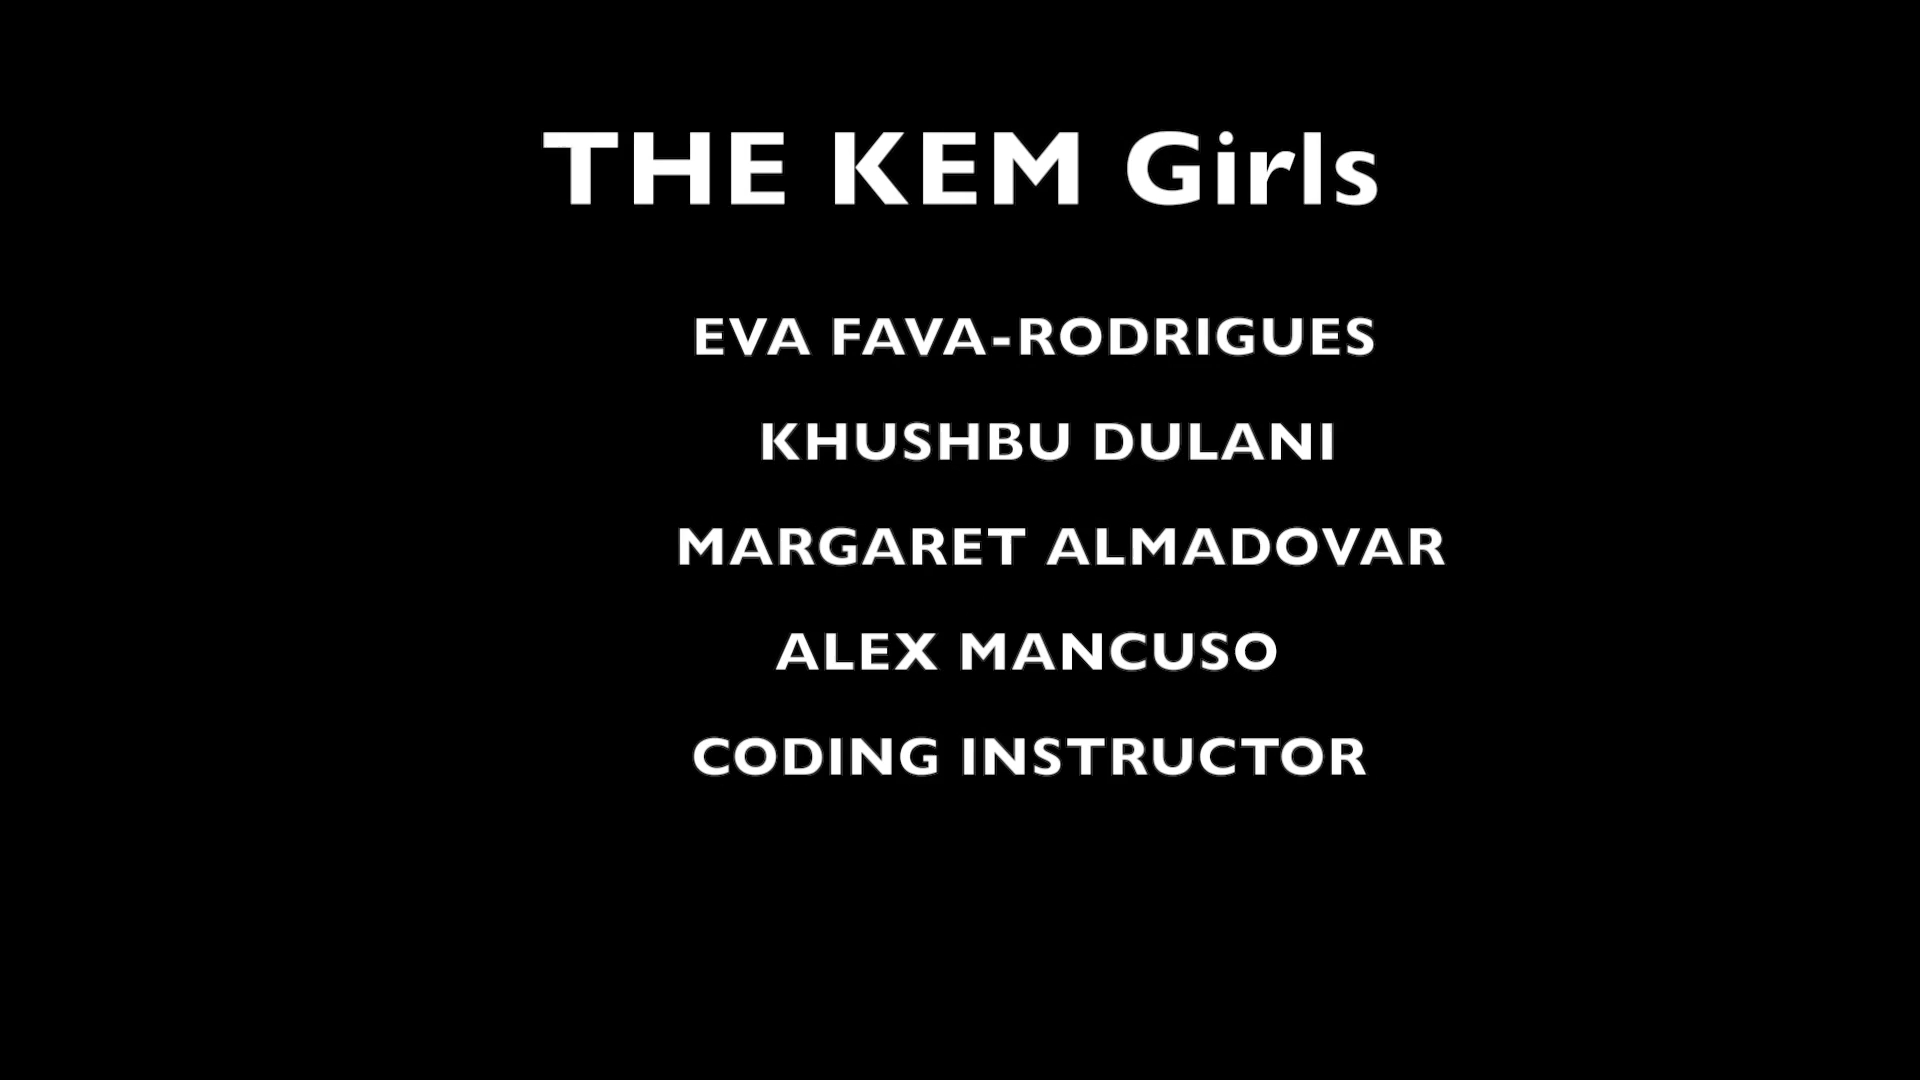 THE KEM Girls
EVA FAVA-RODRIGUES
KHUSHBU DULANI
MARGARET ALMADOVAR
ALEX MANCUSO
CODING INSTRUCTOR